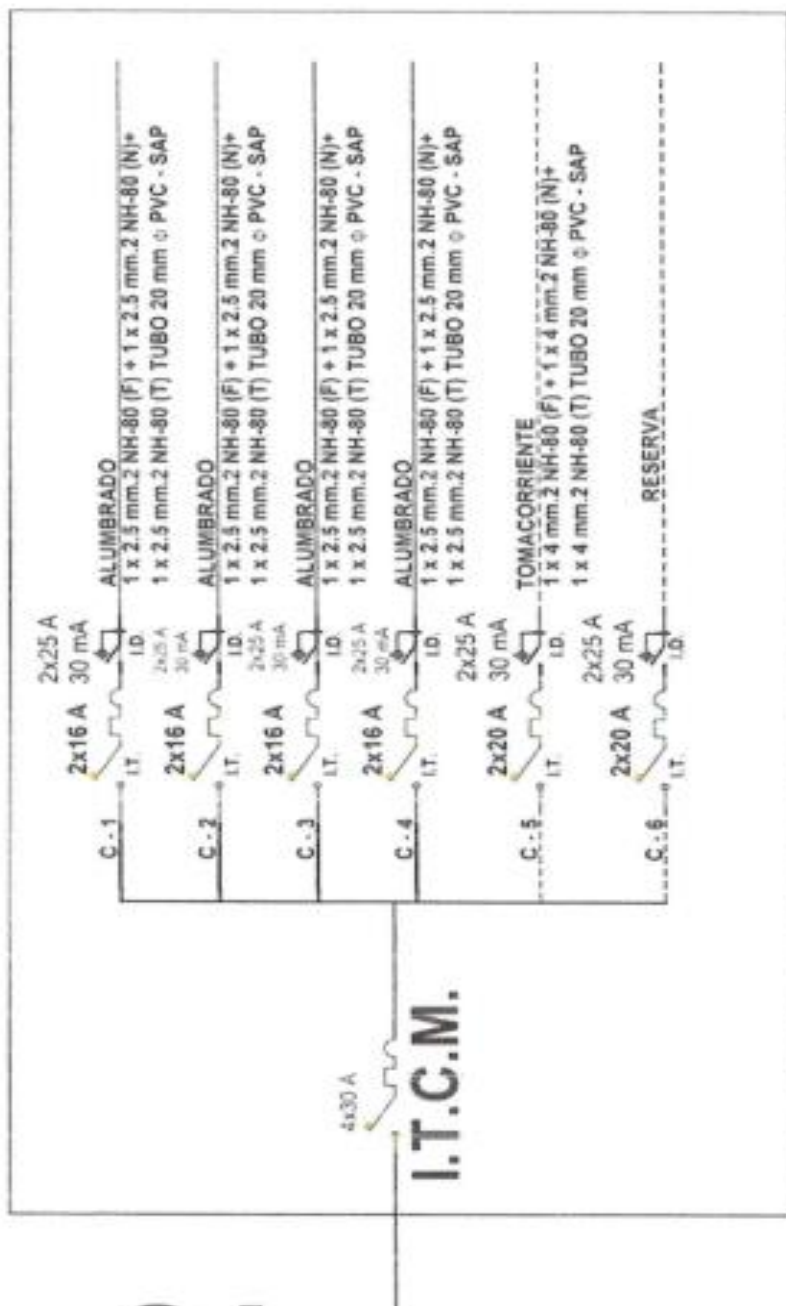 4x30 A
I.T.C.M.
C - 1
2x16 A
I.T.
2x25 A
30 mA
I.D.
ALUMBRADO
1 x 2.5 mm.2 NH-80 (F) + 1 x 2.5 mm.2 NH-80 (N)+
1 x 2.5 mm.2 NH-80 (T) TUBO 20 mm ϕ PVC - SAP
C - 2
2x16 A
I.T.
2x25 A
30 mA
I.D.
ALUMBRADO
1 x 2.5 mm.2 NH-80 (F) + 1 x 2.5 mm.2 NH-80 (N)+
1 x 2.5 mm.2 NH-80 (T) TUBO 20 mm ϕ PVC - SAP
C - 3
2x16 A
I.T.
2x25 A
30 mA
I.D.
ALUMBRADO
1 x 2.5 mm.2 NH-80 (F) + 1 x 2.5 mm.2 NH-80 (N)+
1 x 2.5 mm.2 NH-80 (T) TUBO 20 mm ϕ PVC - SAP
C - 4
2x16 A
I.T.
2x25 A
30 mA
I.D.
ALUMBRADO
1 x 2.5 mm.2 NH-80 (F) + 1 x 2.5 mm.2 NH-80 (N)+
1 x 2.5 mm.2 NH-80 (T) TUBO 20 mm ϕ PVC - SAP
C - 5
2x20 A
I.T.
2x25 A
30 mA
I.D.
TOMACORRIENTE
1 x 4 mm.2 NH-80 (F) + 1 x 4 mm.2 NH-80 (N)+
1 x 4 mm.2 NH-80 (T) TUBO 20 mm ϕ PVC - SAP
C - 6
2x20 A
I.T.
2x25 A
30 mA
I.D.
RESERVA